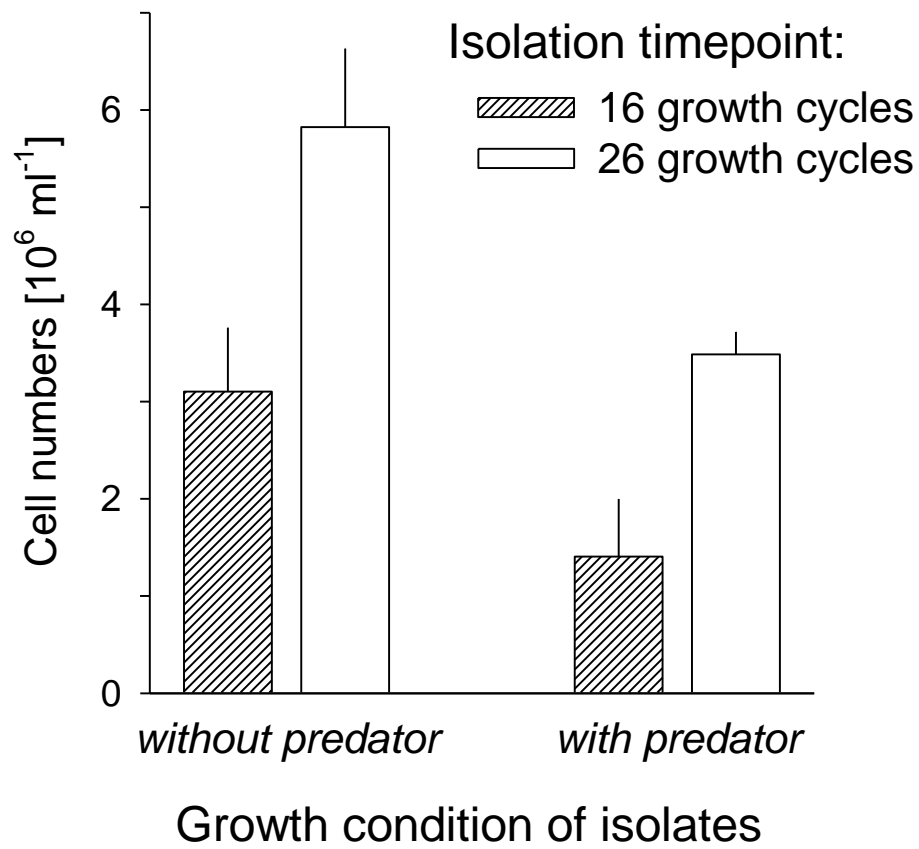 Isolation timepoint:
16 growth cycles
26 growth cycles
Cell numbers [10⁶ ml⁻¹]
6
4
2
0
without predator with predator
Growth condition of isolates